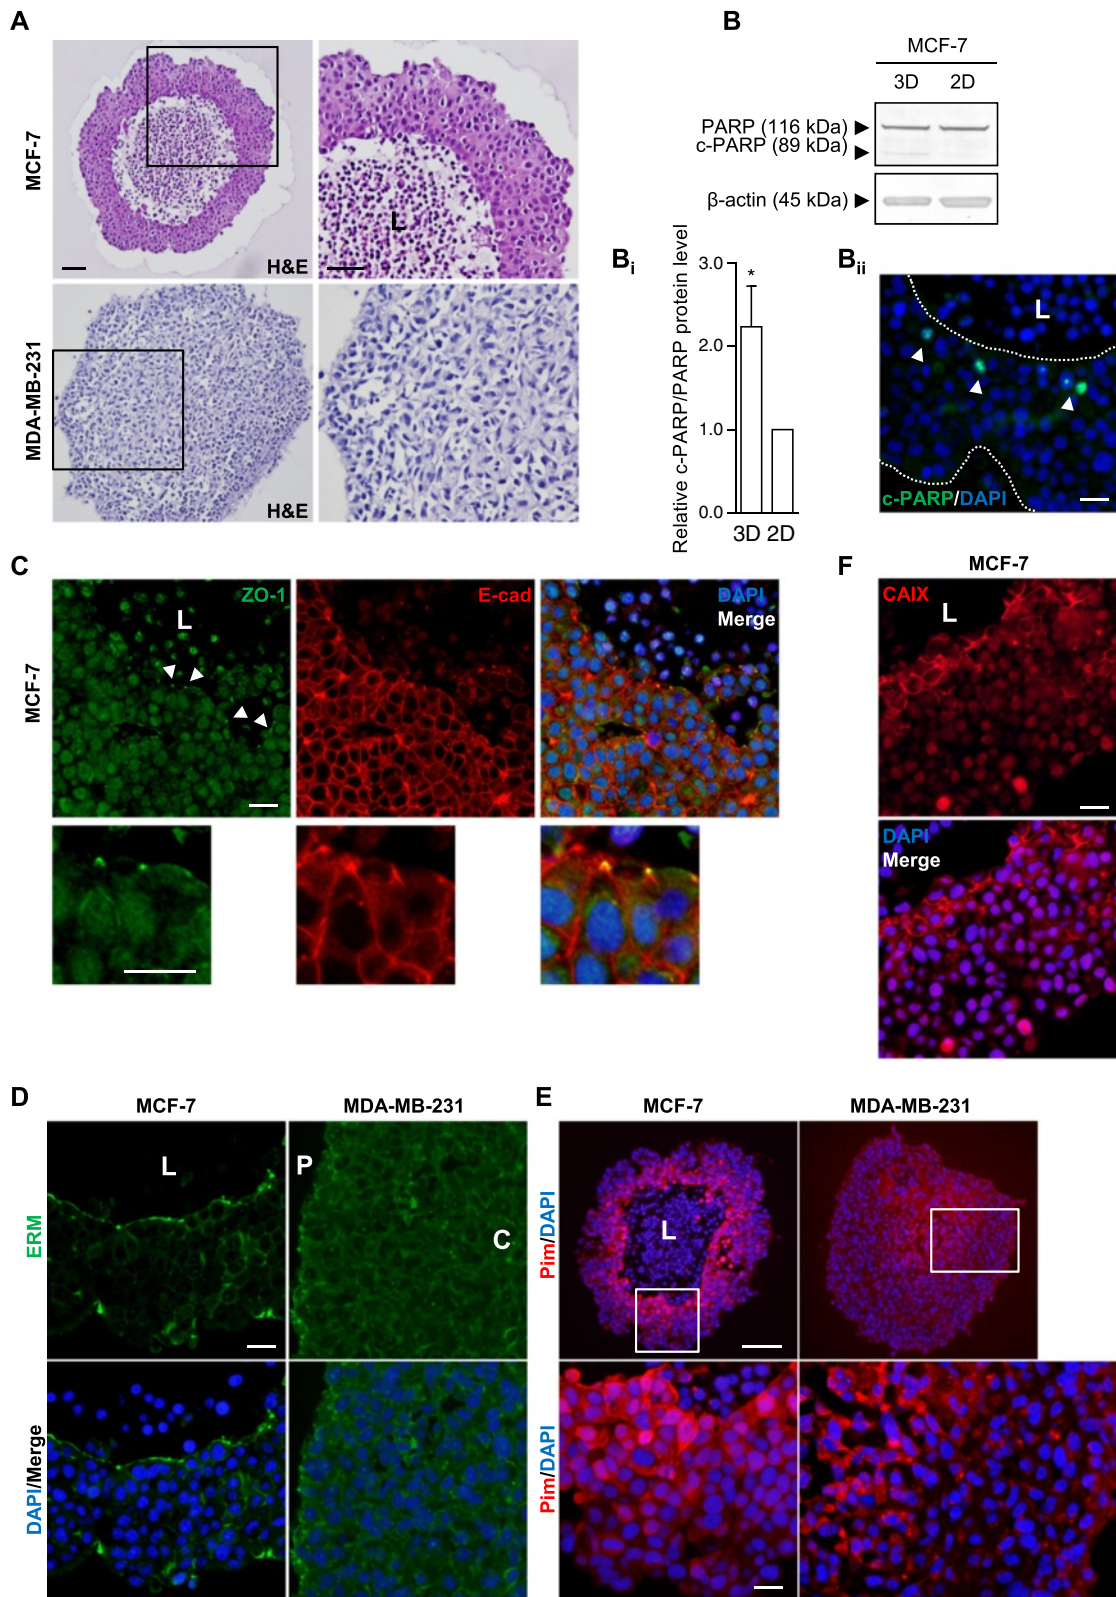 A
MCF-7
H&E
L
MDA-MB-231
H&E
B
MCF-7
3D 2D
PARP (116 kDa)
c-PARP (89 kDa)
β-actin (45 kDa)
Bi
Relative c-PARP/PARP protein level
3.0
*
2.0
1.0
0.0
3D 2D
Bii
L
c-PARP/DAPI
C
MCF-7
ZO-1
L
E-cad
DAPI
Merge
F
MCF-7
CAIX
L
DAPI
Merge
D
MCF-7 MDA-MB-231
ERM
L
P
C
DAPI/Merge
E
MCF-7 MDA-MB-231
Pim/DAPI
L
Pim/DAPI